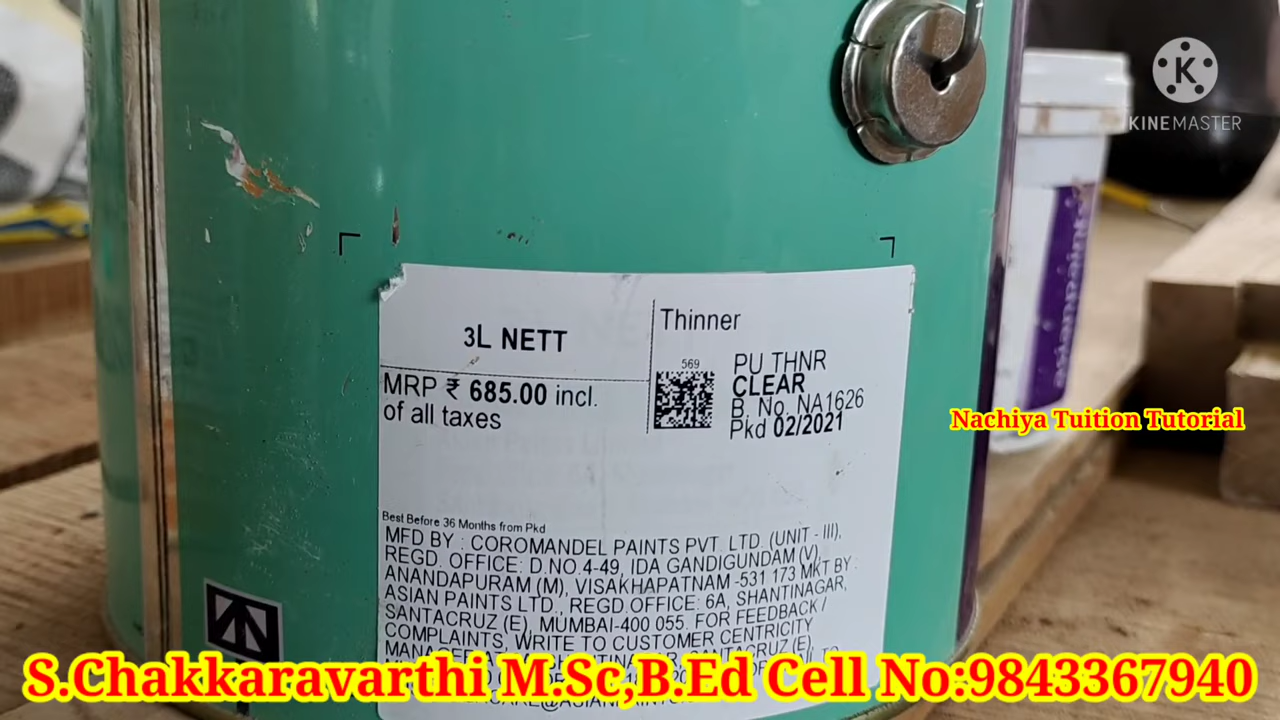 K
KINEMASTER
3L NETT
MRP ₹ 685.00 incl.
of all taxes
Thinner
569
PU THNR
CLEAR
B. No. NA1626
Pkd 02/2021
asianpaints
Nachiya Tuition Tutorial
Best Before 36 Months from Pkd
MFD BY : COROMANDEL PAINTS PVT. LTD. (UNIT - III),
REGD. OFFICE: D.NO.4-49, IDA GANDIGUNDAM (V),
ANANDAPURAM (M), VISAKHAPATNAM -531 173 MKT BY :
ASIAN PAINTS LTD., REGD.OFFICE: 6A, SHANTINAGAR,
SANTACRUZ (E), MUMBAI-400 055. FOR FEEDBACK /
COMPLAINTS, WRITE TO CUSTOMER CENTRICITY
SANTACRUZ (E),
S.Chakkaravarthi M.Sc,B.Ed Cell No:9843367940